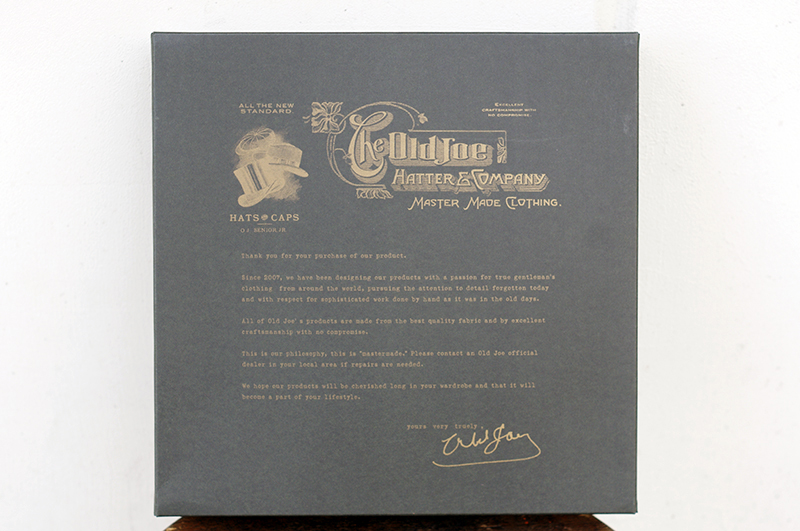 ALL THE NEW
STANDARD.
EXCELLENT
CRAFTSMANSHIP WITH
NO COMPROMISE.
The Old Joe
HATTER & COMPANY
MASTER MADE CLOTHING.
HATS & CAPS
Thank you for your purchase of our product.
Since 2007, we have been designing our products with a passion for true gentleman's
clothing from around the world, pursuing the attention to detail forgotten today
and with respect for sophisticated work done by hand as it was in the old days.
All of Old Joe's products are made from the best quality fabric and by excellent
craftsmanship with no compromise.
This is our philosophy, this is "mastermade." Please contact an Old Joe official
dealer in your local area if repairs are needed.
We hope our products will be cherished long in your wardrobe and that it will
become a part of your lifestyle.
yours very truely,